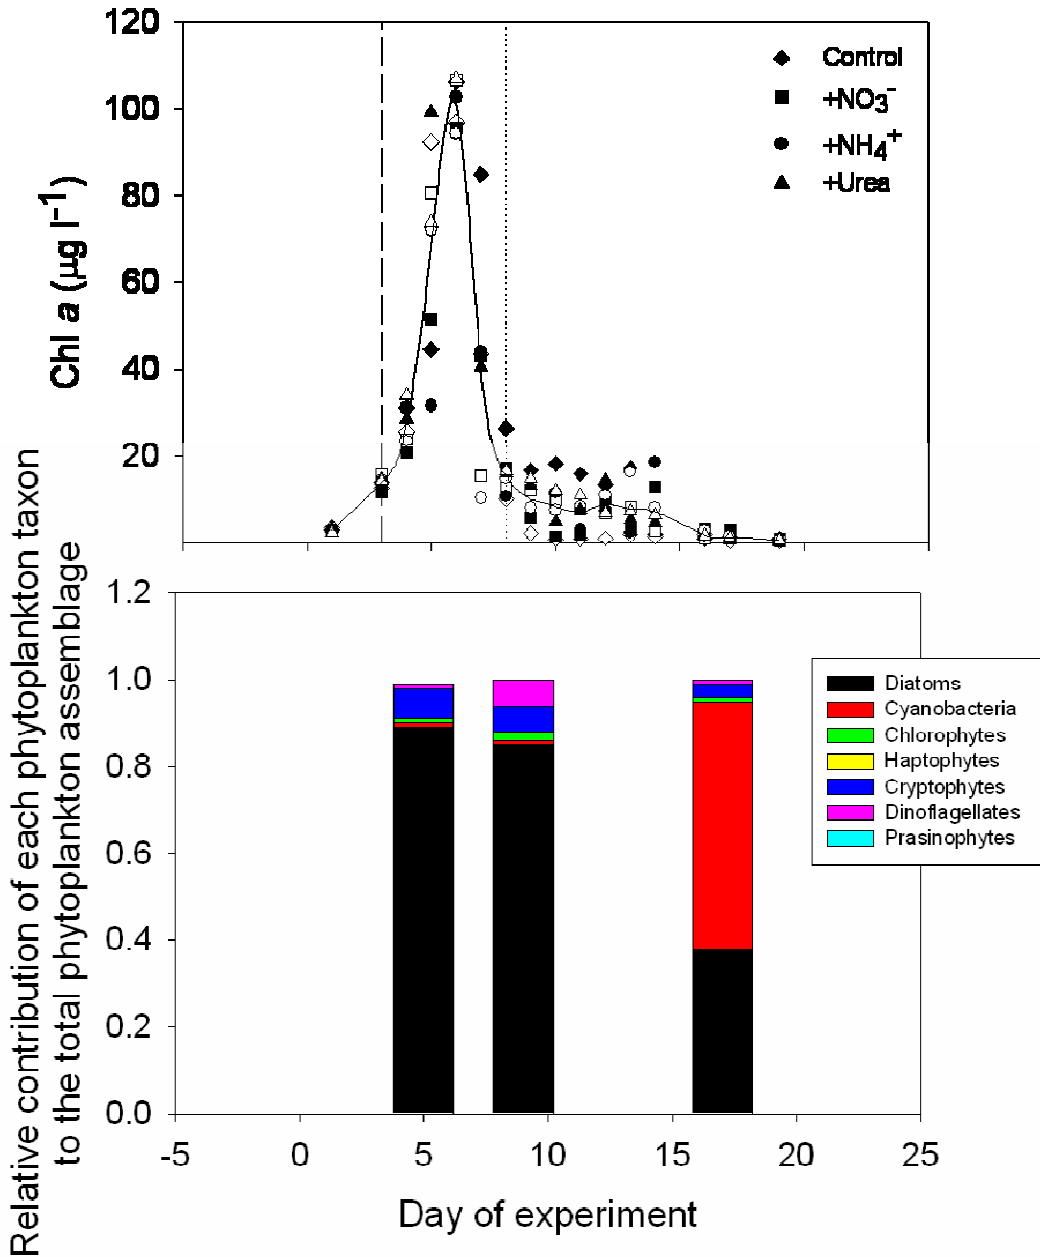 120
100
80
60
40
20
Chl a (µg l⁻¹)
Control
+NO₃⁻
+NH₄⁺
+Urea
Relative contribution of each phytoplankton taxon
to the total phytoplankton assemblage
1.2
1.0
0.8
0.6
0.4
0.2
0.0
Diatoms
Cyanobacteria
Chlorophytes
Haptophytes
Cryptophytes
Dinoflagellates
Prasinophytes
-5 0 5 10 15 20 25
Day of experiment